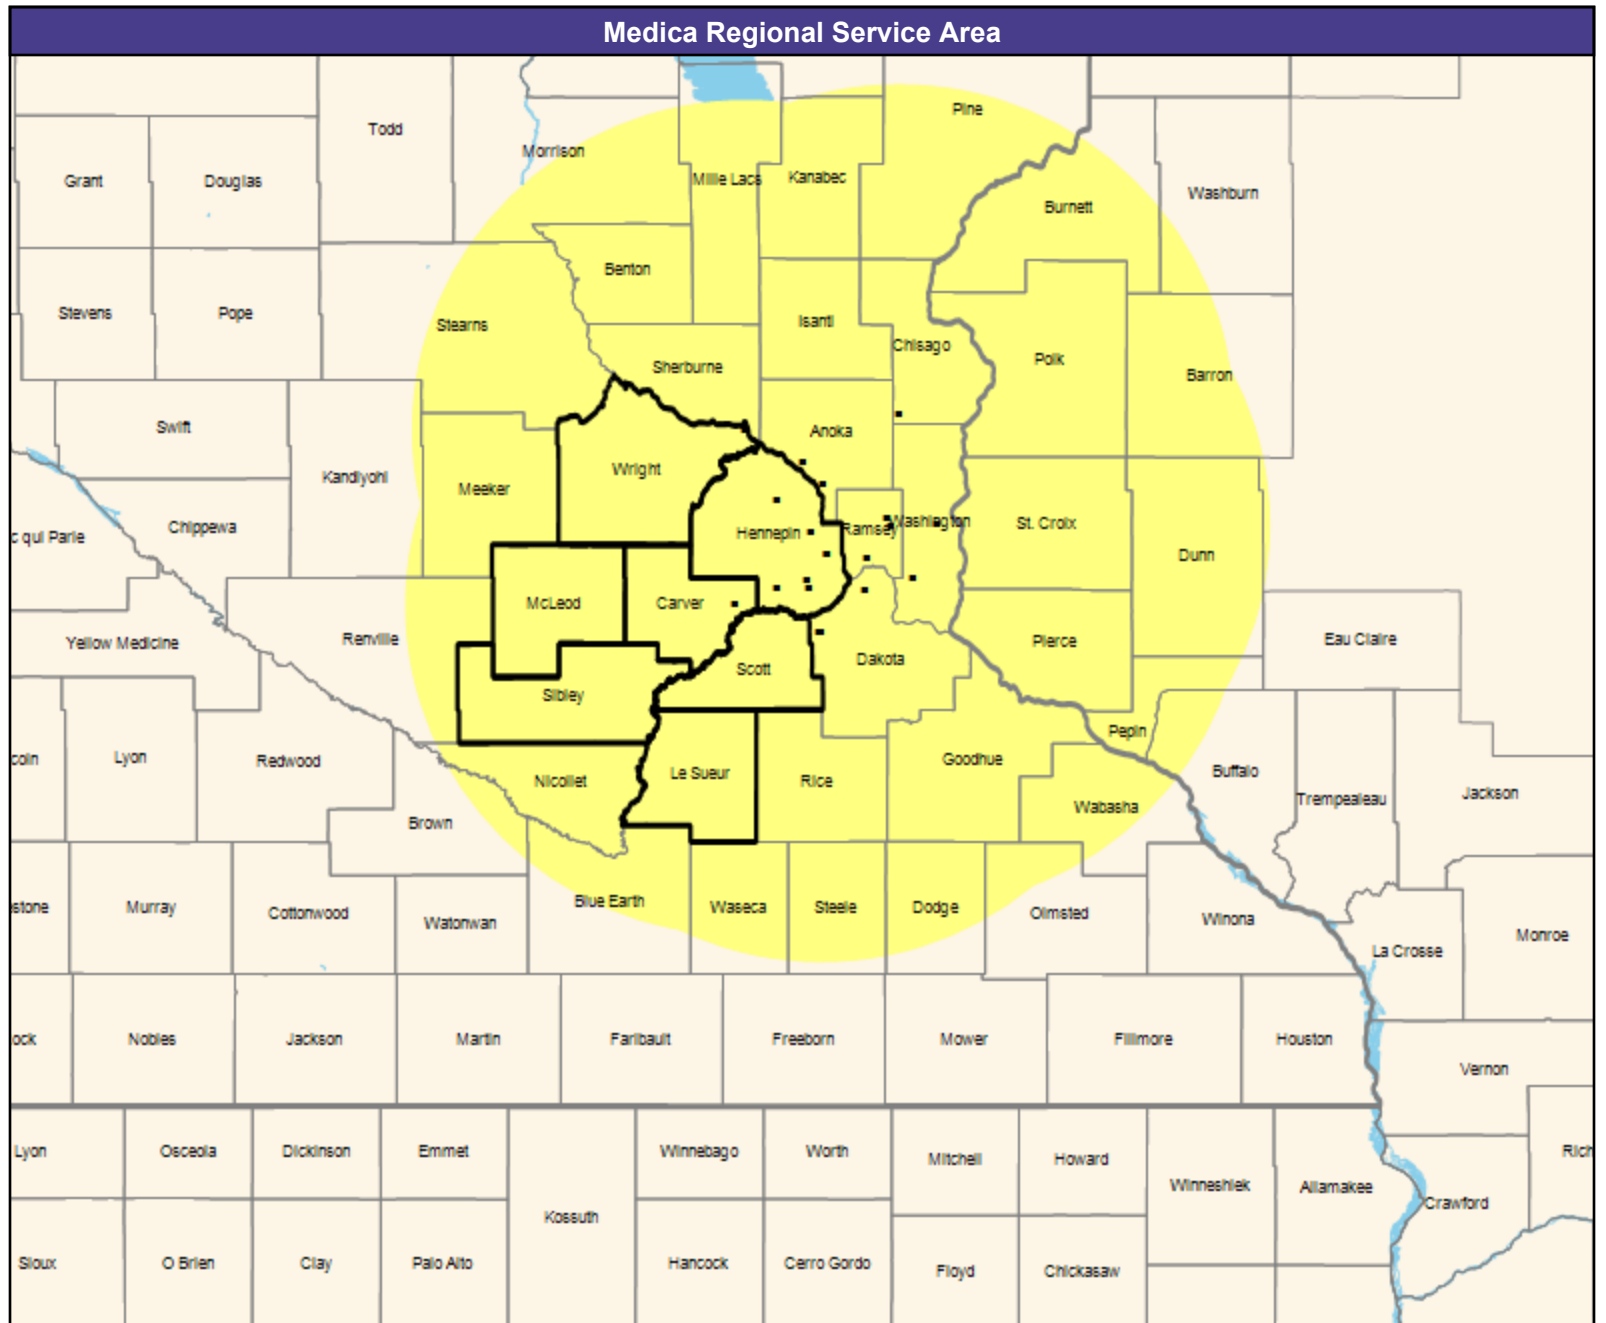 Medica Regional Service Area
Pine
Todd
Morrison
Grant
Douglas
Mille Lacs
Kanabec
Washburn
Burnett
Benton
Stevens
Pope
Stearns
Isanti
Chisago
Polk
Sherburne
Barron
Swift
Anoka
Kandiyohi
Wright
Meeker
Chippewa
c qui Parle
Hennepin
Ramsey
Washington
St. Croix
Dunn
McLeod
Carver
Yellow Medicine
Renville
Scott
Dakota
Pierce
Eau Claire
Sibley
Pepin
coln
Lyon
Redwood
Nicollet
Le Sueur
Rice
Goodhue
Buffalo
Trempealeau
Jackson
Wabasha
Brown
stone
Murray
Cottonwood
Watonwan
Blue Earth
Waseca
Steele
Dodge
Olmsted
Winona
La Crosse
Monroe
ock
Nobles
Jackson
Martin
Faribault
Freeborn
Mower
Fillmore
Houston
Vernon
Lyon
Osceola
Dickinson
Emmet
Winnebago
Worth
Mitchell
Howard
Winneshiek
Allamakee
Crawford
Rich
Kossuth
Sioux
O Brien
Clay
Palo Alto
Hancock
Cerro Gordo
Floyd
Chickasaw